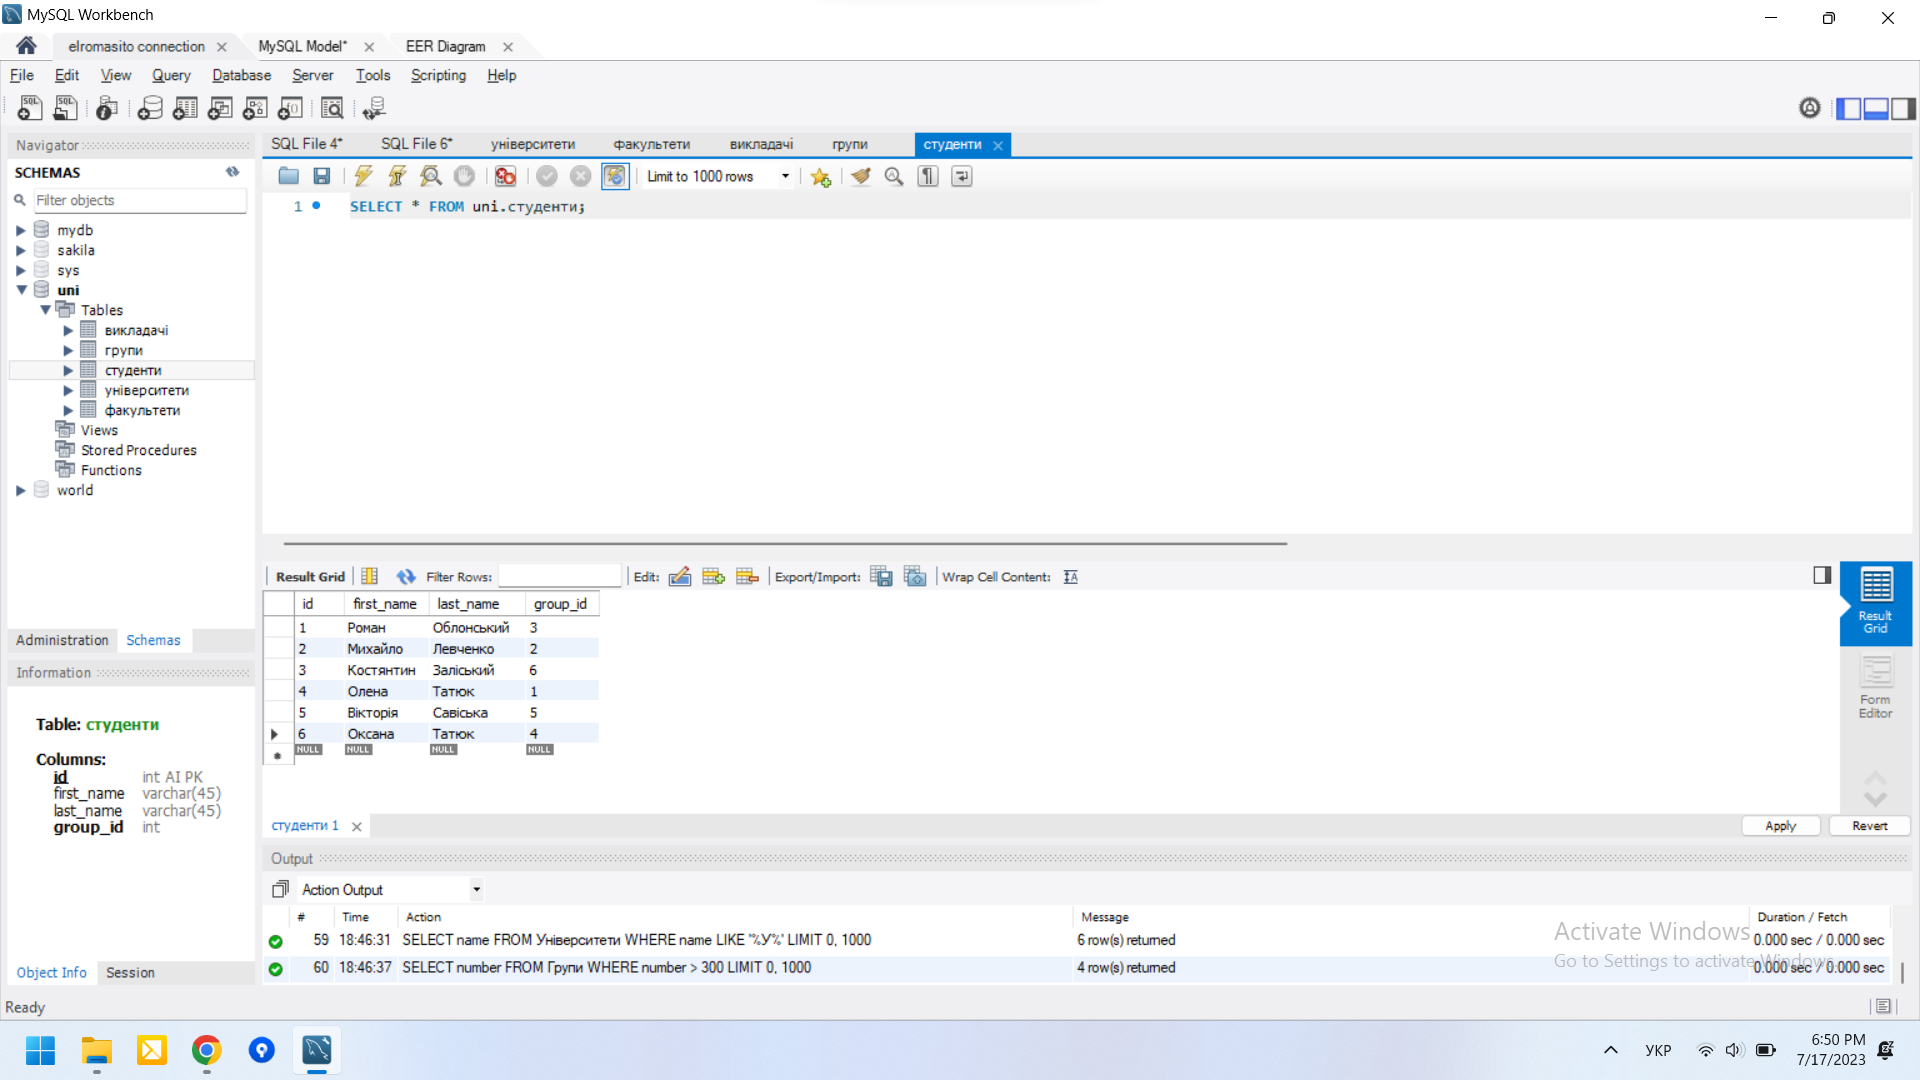 MySQL Workbench
elromasito connection
MySQL Model*
EER Diagram
File Edit View Query Database Server Tools Scripting Help
Navigator
SQL File 4* SQL File 6* університети факультети викладачі групи студенти
SCHEMAS
Limit to 1000 rows
Filter objects
1 SELECT * FROM uni.студенти;
mydb
sakila
sys
uni
Tables
викладачі
групи
студенти
університети
факультети
Views
Stored Procedures
Functions
world
Administration Schemas
Information
Table: студенти
Columns:
id int AI PK
first_name varchar(45)
last_name varchar(45)
group_id int
Object Info Session
Result Grid Filter Rows: Edit: Export/Import: Wrap Cell Content:
id first_name last_name group_id
1 Роман Облонський 3
2 Михайло Левченко 2
3 Костянтин Заліський 6
4 Олена Татюк 1
5 Вікторія Савіська 5
6 Оксана Татюк 4
NULL NULL NULL NULL
Result
Grid
Form
Editor
студенти 1
Apply Revert
Output
Action Output
# Time Action Message Duration / Fetch
59 18:46:31 SELECT name FROM Університети WHERE name LIKE '%У%' LIMIT 0, 1000 6 row(s) returned 0.000 sec / 0.000 sec
60 18:46:37 SELECT number FROM Групи WHERE number > 300 LIMIT 0, 1000 4 row(s) returned 0.000 sec / 0.000 sec
Activate Windows
Go to Settings to activate Windows.
Ready
УКР
6:50 PM
7/17/2023